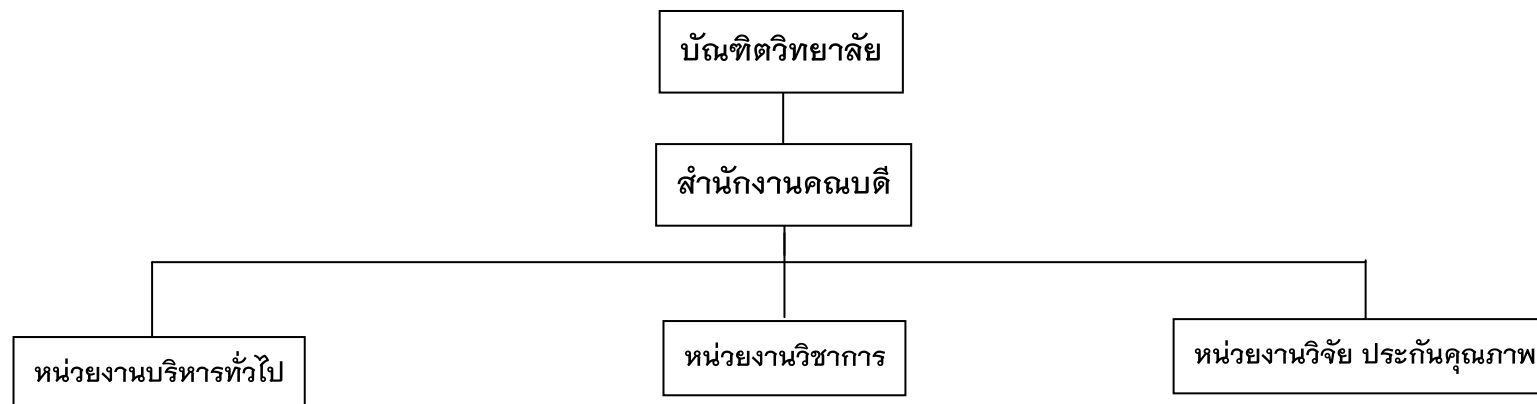 บัณฑิตวิทยาลัย
สำนักงานคณบดี
หน่วยงานบริหารทั่วไป
หน่วยงานวิชาการ
หน่วยงานวิจัย ประกันคุณภาพ